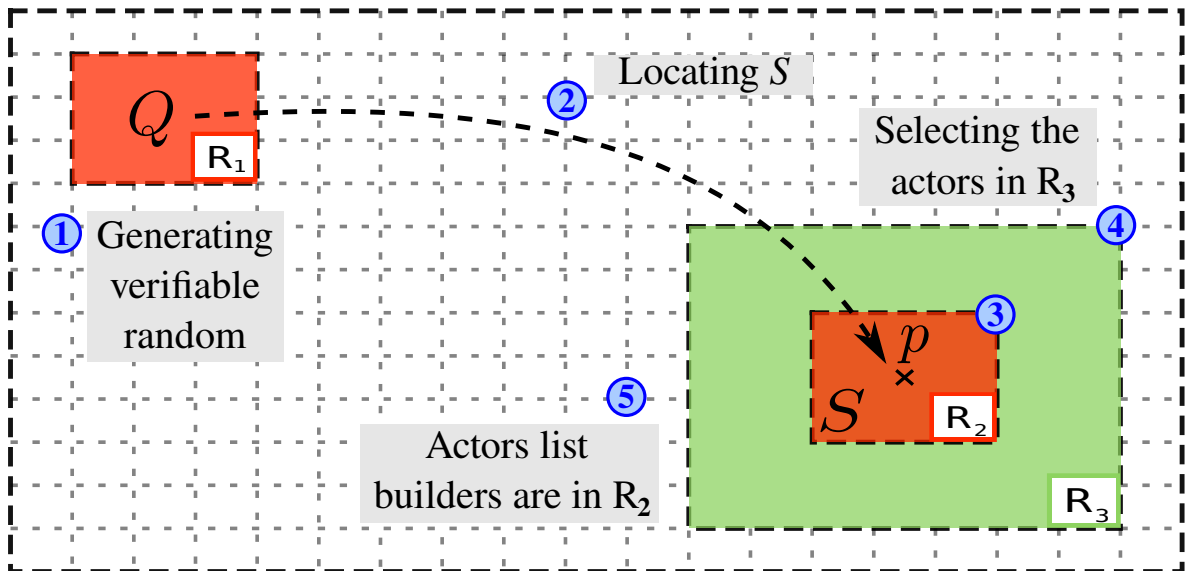 Q
R₁
2
Locating S
Selecting the
actors in R₃
1
Generating
verifiable
random
4
3
p
S
R₂
5
Actors list
builders are in R₂
R₃